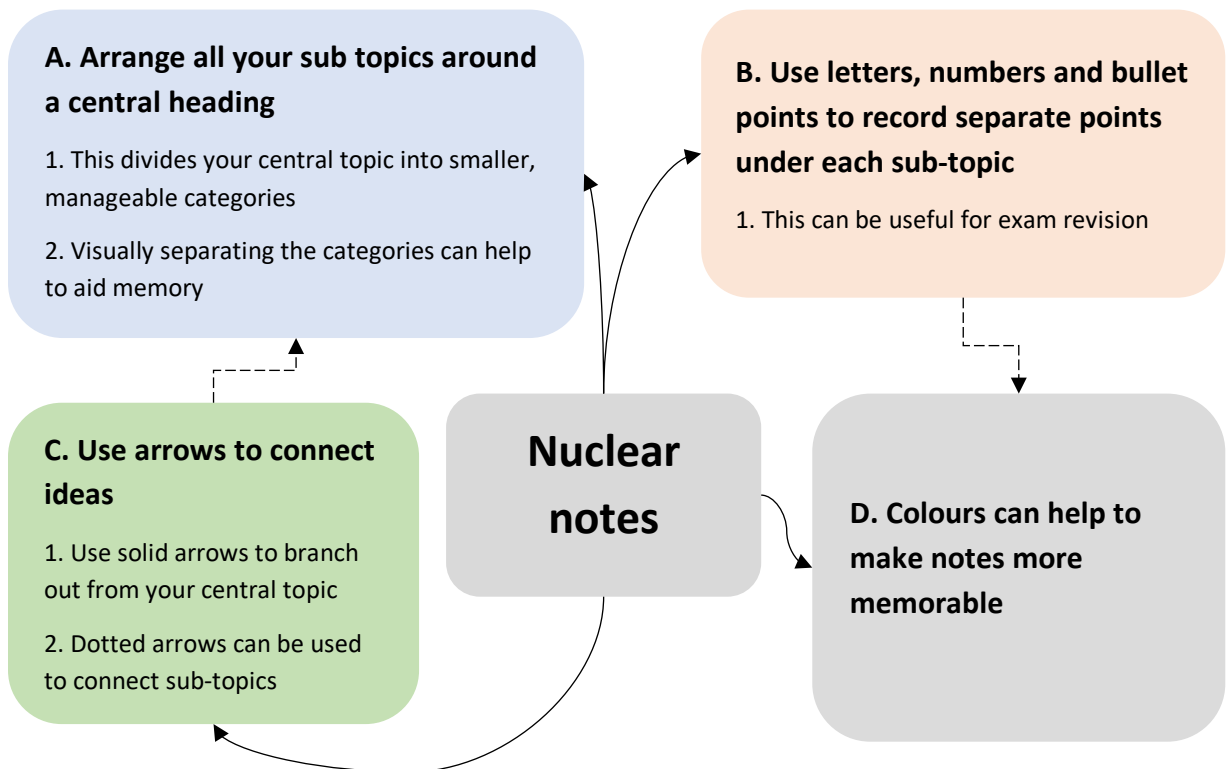 A. Arrange all your sub topics around
a central heading
1. This divides your central topic into smaller,
manageable categories
2. Visually separating the categories can help
to aid memory
B. Use letters, numbers and bullet
points to record separate points
under each sub-topic
1. This can be useful for exam revision
C. Use arrows to connect
ideas
1. Use solid arrows to branch
out from your central topic
2. Dotted arrows can be used
to connect sub-topics
Nuclear
notes
D. Colours can help to
make notes more
memorable